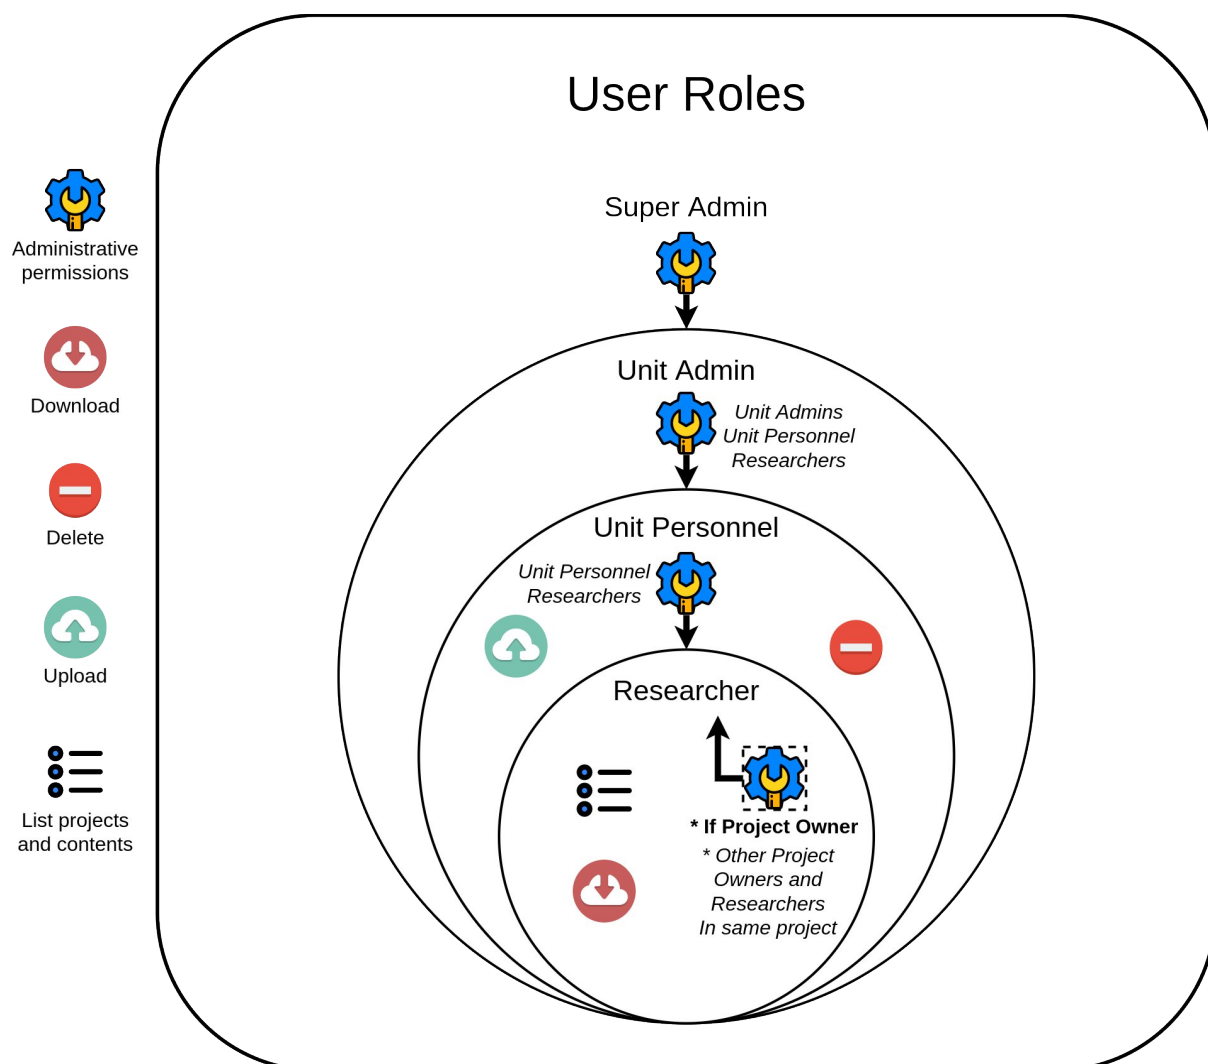 User Roles
Administrative
permissions
Download
Delete
Upload
List projects
and contents
Super Admin
Unit Admin
Unit Admins
Unit Personnel
Researchers
Unit Personnel
Unit Personnel
Researchers
Researcher
* If Project Owner
* Other Project
Owners and
Researchers
In same project